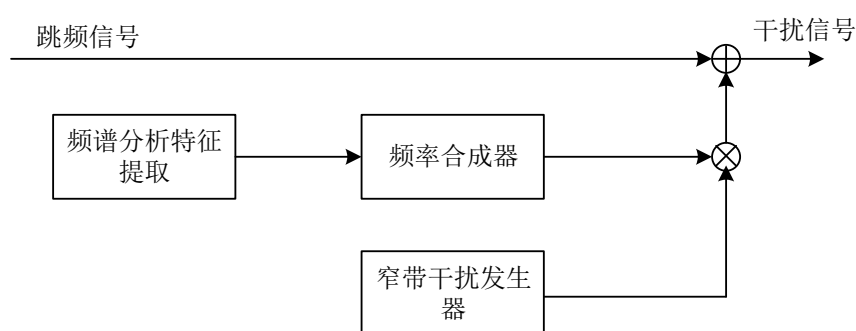 跳频信号
干扰信号
频谱分析特征
提取
频率合成器
窄带干扰发生
器